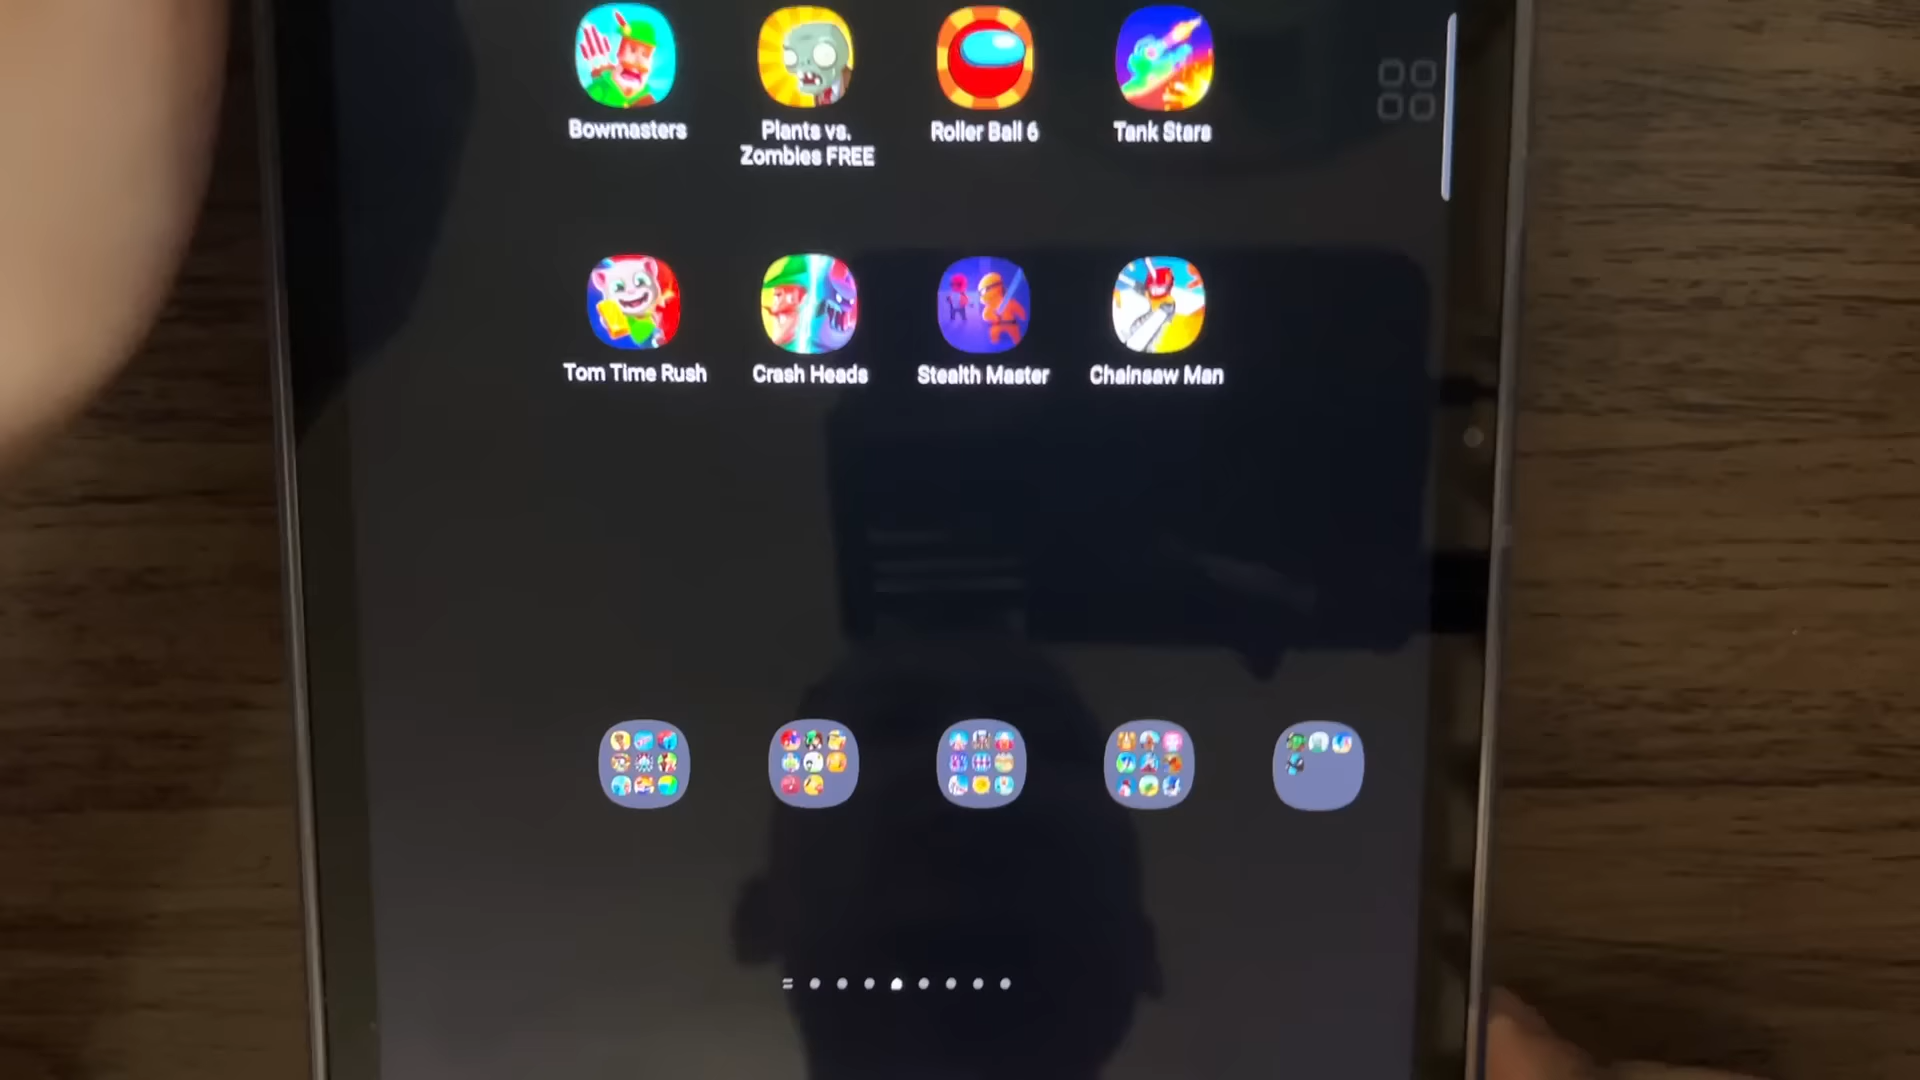 Bowmasters
Plants vs.
Zombies FREE
Roller Ball 6
Tank Stars
Tom Time Rush
Crash Heads
Stealth Master
Chainsaw Man